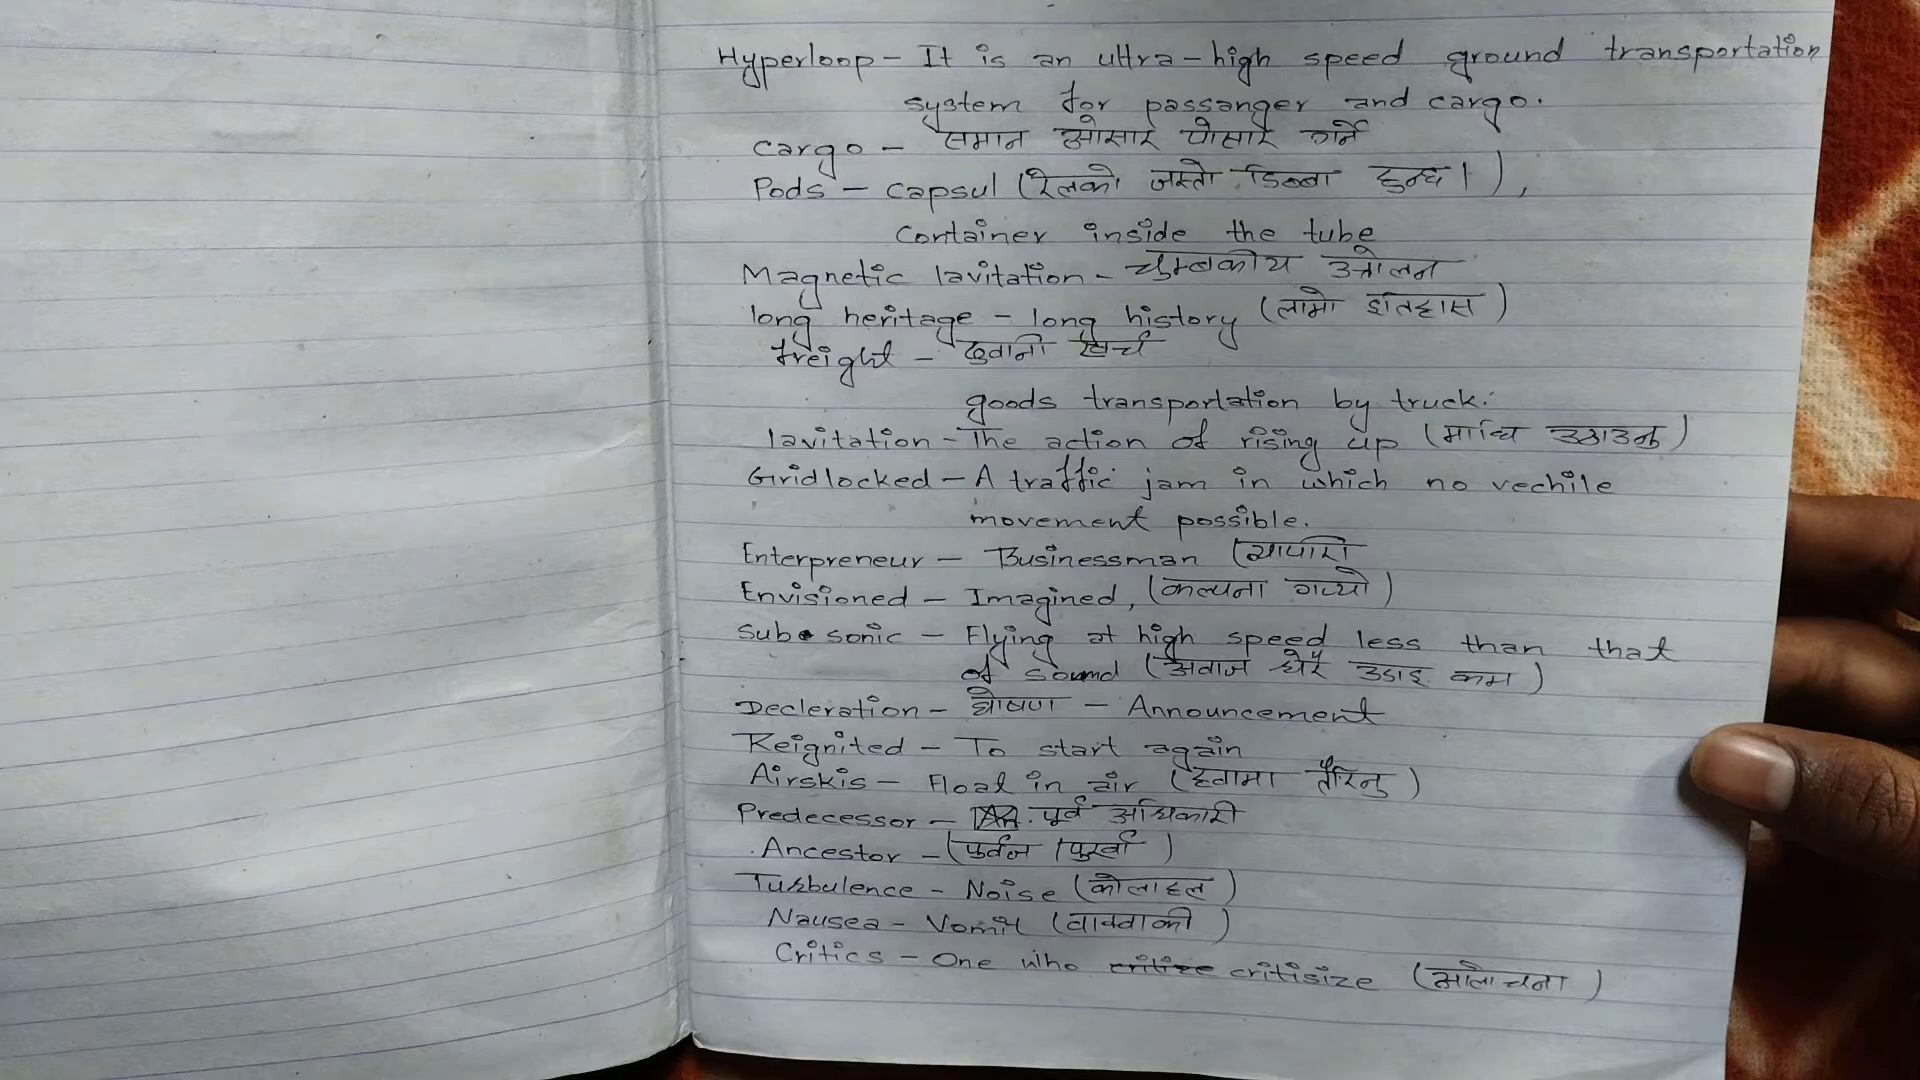 Hyperloop - It is an ultra-high speed ground transportation
system for passanger and cargo.
cargo - समान ओसार पोसार गर्ने
Pods - capsul (रेलको जस्तो डिब्बा हुन्छ।),
container inside the tube
Magnetic lavitation - चुम्बकीय उत्तोलन
long heritage - long history (लामो इतिहास)
freight - ढुवानी खर्च
goods transportation by truck.
lavitation - The action of rising up (माथि उठाउनु)
Gridlocked - A traffic jam in which no vechile
movement possible.
Enterpreneur - Businessman (व्यापारी
Envisioned - Imagined, (कल्पना गर्यो)
Sub sonic - Flying at high speed less than that
of sound (अवाज धेरै उडाइ कम)
Decleration - घोषणा - Announcement
Reignited - To start again
Airskis - Float in air (हवामा तैरिनु)
Predecessor - पूर्व अधिकारी
Ancestor - (पुर्वज । पुर्खा)
Turbulence - Noise (कोलाहल)
Nausea - Vomit (वाकवाकी)
Critics - One who critize critisize (आलोचना)